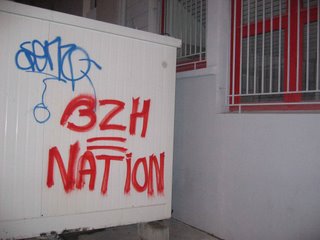 BZH
=
NATION